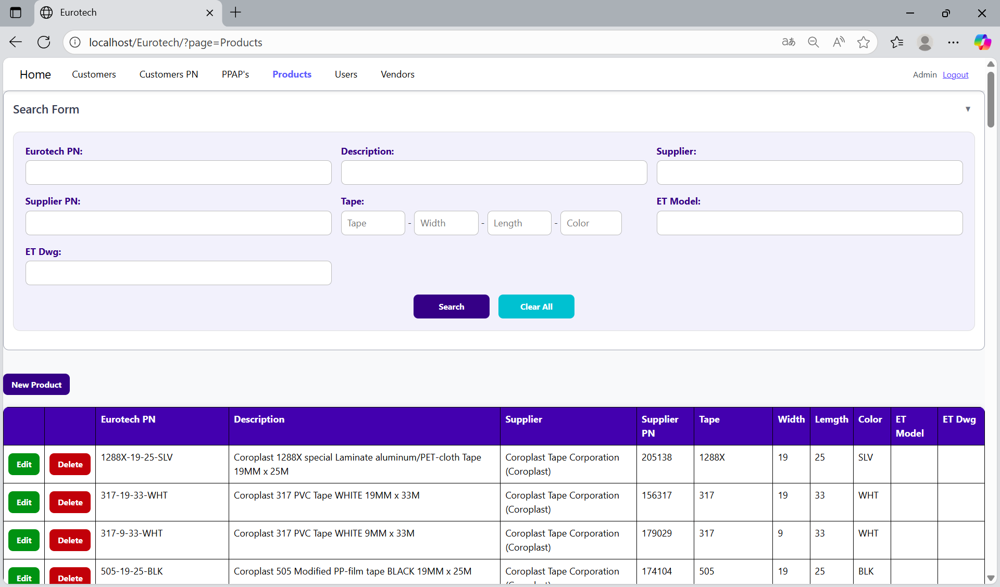 Eurotech
localhost/Eurotech/?page=Products
Home Customers Customers PN PPAP's Products Users Vendors Admin Logout
Search Form
Eurotech PN: Description: Supplier:
Supplier PN: Tape: ET Model:
Tape - Width - Length - Color
ET Dwg:
Search Clear All
New Product
Eurotech PN Description Supplier Supplier PN Tape Width Lemgth Color ET Model ET Dwg
Edit Delete 1288X-19-25-SLV Coroplast 1288X special Laminate aluminum/PET-cloth Tape 19MM x 25M Coroplast Tape Corporation (Coroplast) 205138 1288X 19 25 SLV
Edit Delete 317-19-33-WHT Coroplast 317 PVC Tape WHITE 19MM x 33M Coroplast Tape Corporation (Coroplast) 156317 317 19 33 WHT
Edit Delete 317-9-33-WHT Coroplast 317 PVC Tape WHITE 9MM x 33M Coroplast Tape Corporation (Coroplast) 179029 317 9 33 WHT
Edit Delete 505-19-25-BLK Coroplast 505 Modified PP-film tape BLACK 19MM x 25M Coroplast Tape Corporation 174104 505 19 25 BLK